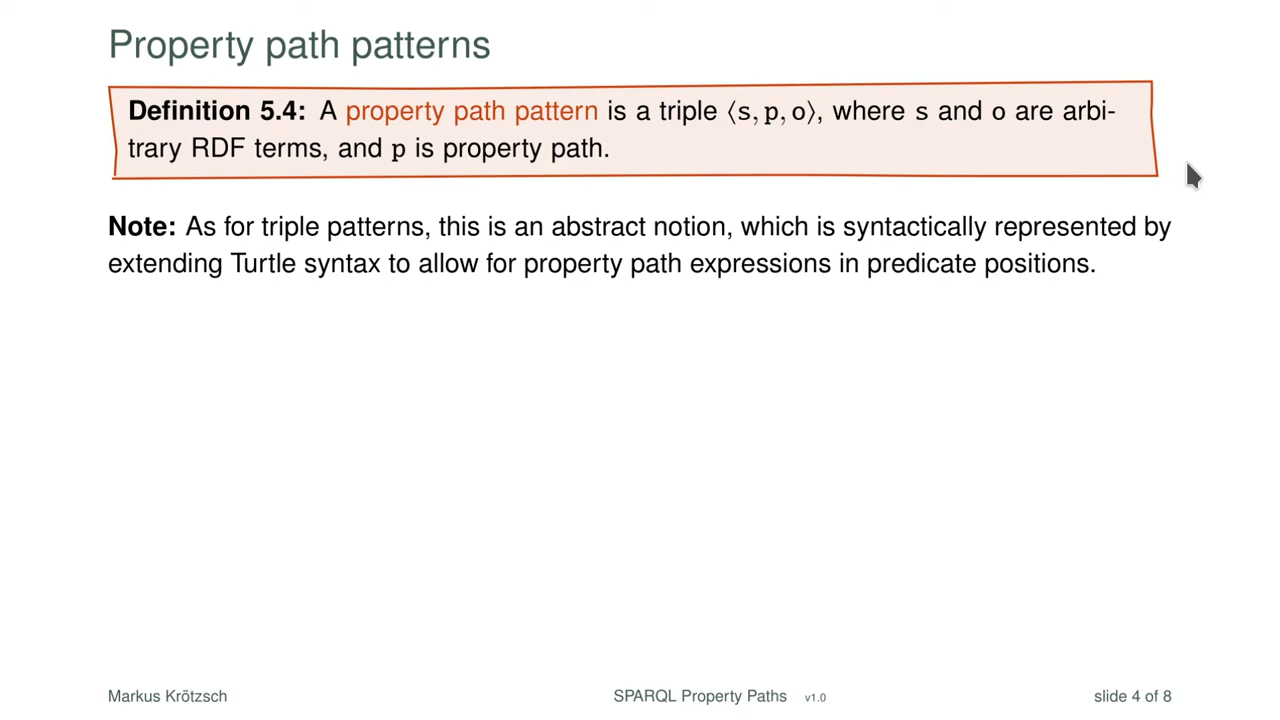 Property path patterns
Definition 5.4: A property path pattern is a triple ⟨s, p, o⟩, where s and o are arbi-
trary RDF terms, and p is property path.
Note: As for triple patterns, this is an abstract notion, which is syntactically represented by
extending Turtle syntax to allow for property path expressions in predicate positions.
Markus Krötzsch SPARQL Property Paths v1.0 slide 4 of 8